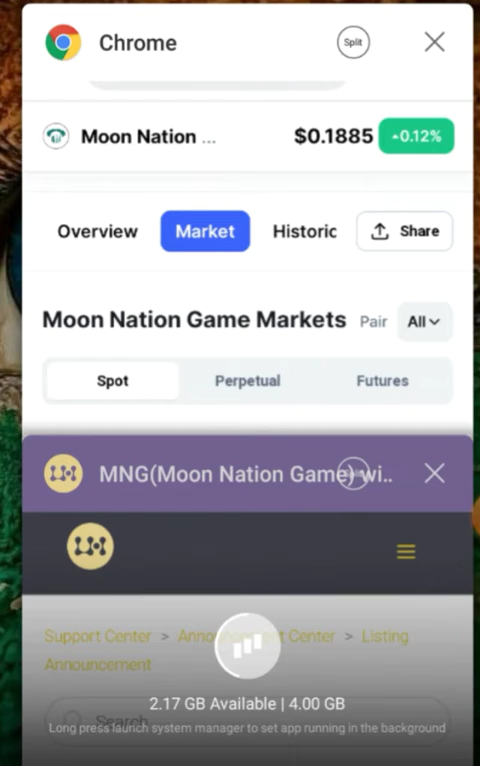 Chrome
Split
Moon Nation ... $0.1885 0.12%
Overview Market Historic Share
Moon Nation Game Markets Pair All
Spot Perpetual Futures
MNG(Moon Nation Game) wi..
Support Center > Announcement Center > Listing
Announcement
Search
2.17 GB Available | 4.00 GB
Long press launch system manager to set app running in the background